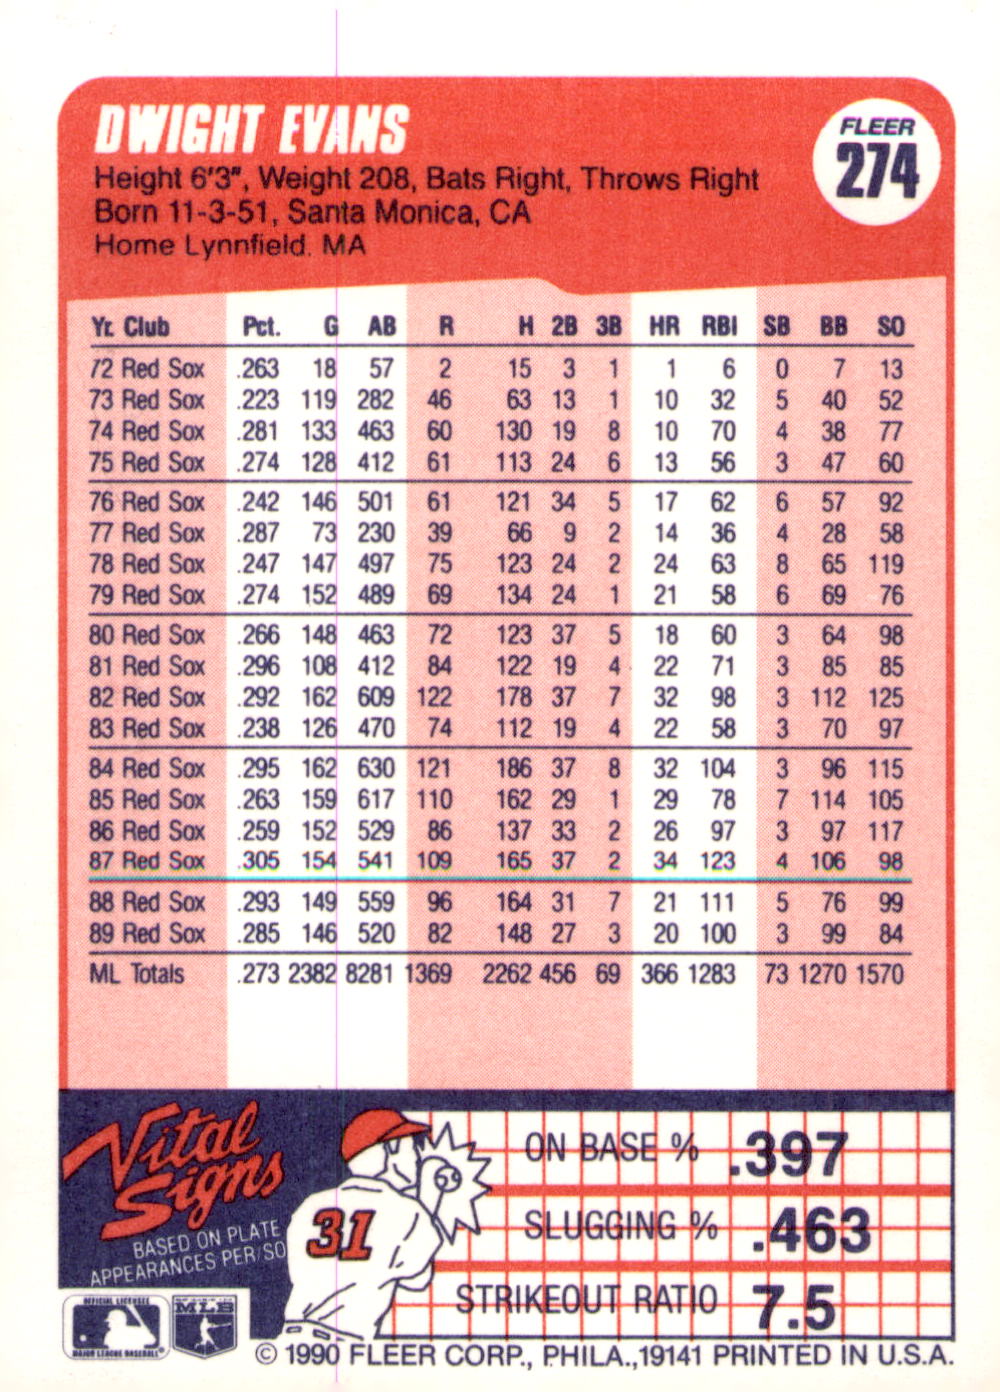 DWIGHT EVANS
FLEER
274
Height 6'3", Weight 208, Bats Right, Throws Right
Born 11-3-51, Santa Monica, CA
Home Lynnfield, MA
Yr. Club Pct. G AB R H 2B 3B HR RBI SB BB SO
72 Red Sox .263 18 57 2 15 3 1 1 6 0 7 13
73 Red Sox .223 119 282 46 63 13 1 10 32 5 40 52
74 Red Sox .281 133 463 60 130 19 8 10 70 4 38 77
75 Red Sox .274 128 412 61 113 24 6 13 56 3 47 60
76 Red Sox .242 146 501 61 121 34 5 17 62 6 57 92
77 Red Sox .287 73 230 39 66 9 2 14 36 4 28 58
78 Red Sox .247 147 497 75 123 24 2 24 63 8 65 119
79 Red Sox .274 152 489 69 134 24 1 21 58 6 69 76
80 Red Sox .266 148 463 72 123 37 5 18 60 3 64 98
81 Red Sox .296 108 412 84 122 19 4 22 71 3 85 85
82 Red Sox .292 162 609 122 178 37 7 32 98 3 112 125
83 Red Sox .238 126 470 74 112 19 4 22 58 3 70 97
84 Red Sox .295 162 630 121 186 37 8 32 104 3 96 115
85 Red Sox .263 159 617 110 162 29 1 29 78 7 114 105
86 Red Sox .259 152 529 86 137 33 2 26 97 3 97 117
87 Red Sox .305 154 541 109 165 37 2 34 123 4 106 98
88 Red Sox .293 149 559 96 164 31 7 21 111 5 76 99
89 Red Sox .285 146 520 82 148 27 3 20 100 3 99 84
ML Totals .273 2382 8281 1369 2262 456 69 366 1283 73 1270 1570
Vital
Signs
BASED ON PLATE
APPEARANCES PER/SO
31
ON BASE % .397
SLUGGING % .463
STRIKEOUT RATIO 7.5
OFFICIAL LICENSEE
MAJOR LEAGUE BASEBALL
MLB
© 1990 FLEER CORP., PHILA.,19141 PRINTED IN U.S.A.